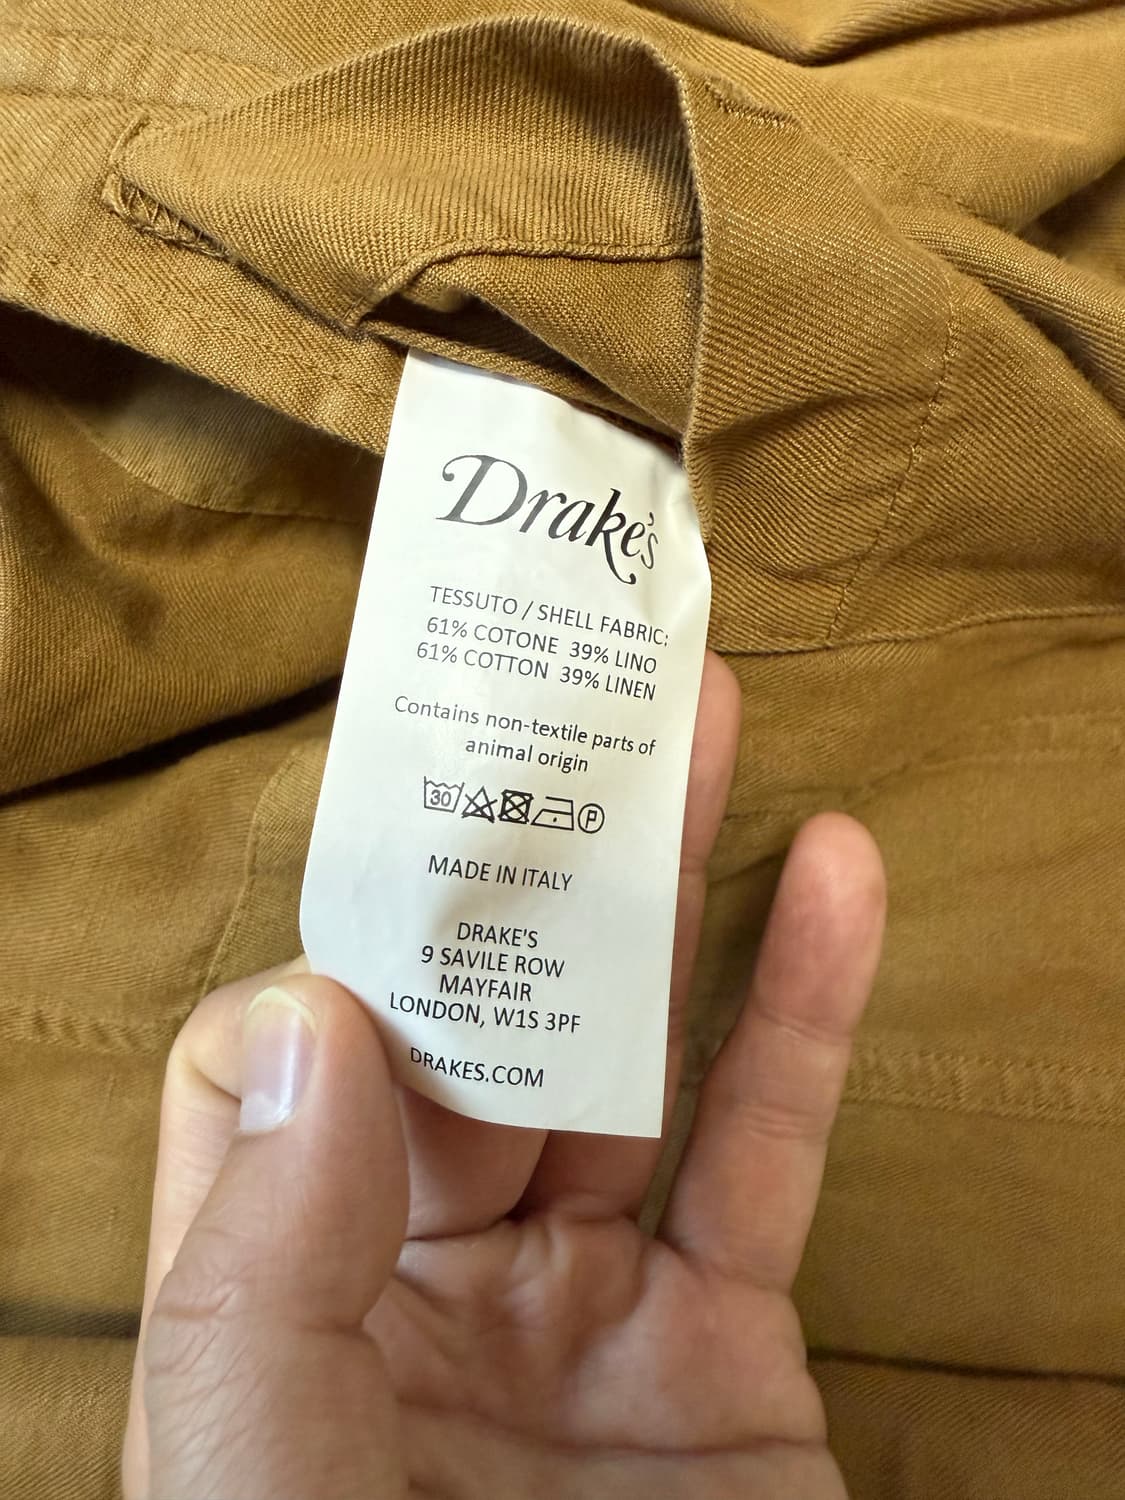 Drake's
TESSUTO / SHELL FABRIC:
61% COTONE 39% LINO
61% COTTON 39% LINEN
Contains non-textile parts of
animal origin
30 P
MADE IN ITALY
DRAKE'S
9 SAVILE ROW
MAYFAIR
LONDON, W1S 3PF
DRAKES.COM